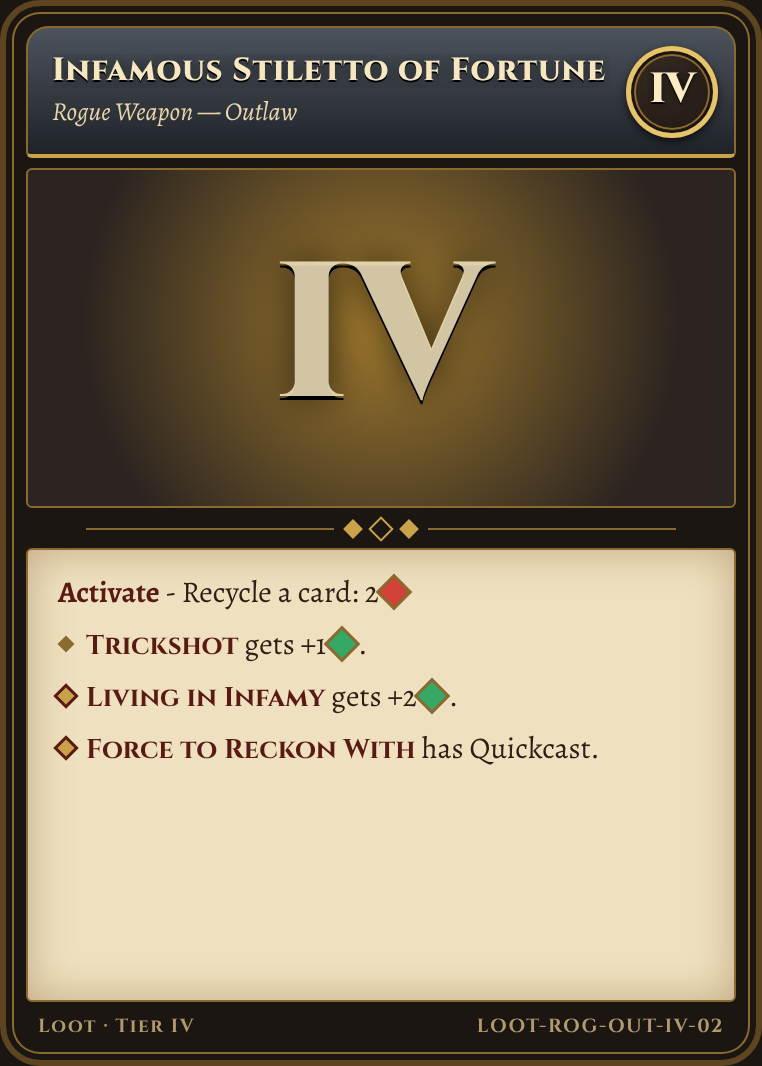 Infamous Stiletto of Fortune
IV
Rogue Weapon — Outlaw
IV
Activate - Recycle a card: 2
Trickshot gets +1.
Living in Infamy gets +2.
Force to Reckon With has Quickcast.
Loot · Tier IV
LOOT-ROG-OUT-IV-02